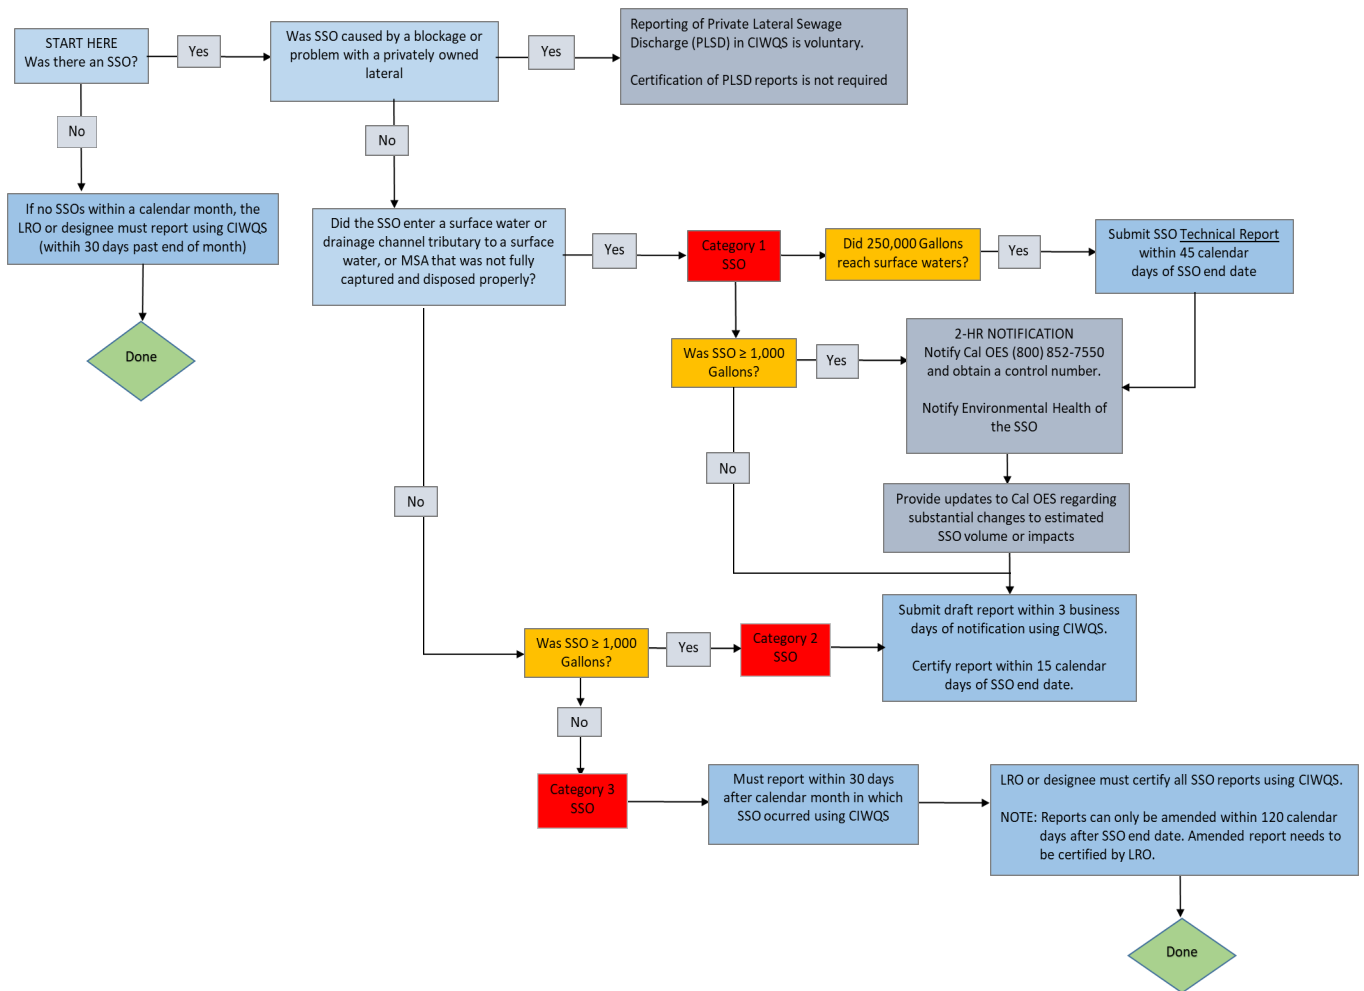 START HERE
Was there an SSO?
Yes
Was SSO caused by a blockage or
problem with a privately owned
lateral
Yes
Reporting of Private Lateral Sewage
Discharge (PLSD) in CIWQS is voluntary.
Certification of PLSD reports is not required
No
No
If no SSOs within a calendar month, the
LRO or designee must report using CIWQS
(withih 30 days past end of month)
Done
Did the SSO enter a surface water or
drainage channel tributary to a surface
water, or MSA that was not fully
captured and disposed properly?
Yes
Category 1
SSO
Did 250,000 Gallons
reach surface waters?
Yes
Submit SSO Technical Report
within 45 calendar
days of SSO end date
Was SSO ≥ 1,000
Gallons?
Yes
2-HR NOTIFICATION
Notify Cal OES (800) 852-7550
and obtain a control number.
Notify Environmental Health of
the SSO
No
No
Provide updates to Cal OES regarding
substantial changes to estimated
SSO volume or impacts
Submit draft report within 3 business
days of notification using CIWQS.
Certify report within 15 calendar
days of SSO end date.
Was SSO ≥ 1,000
Gallons?
Yes
Category 2
SSO
No
Category 3
SSO
Must report within 30 days
after calendar month in which
SSO ocurred using CIWQS
LRO or designee must certify all SSO reports using CIWQS.
NOTE: Reports can only be amended within 120 calendar
days after SSO end date. Amended report needs to
be certified by LRO.
Done